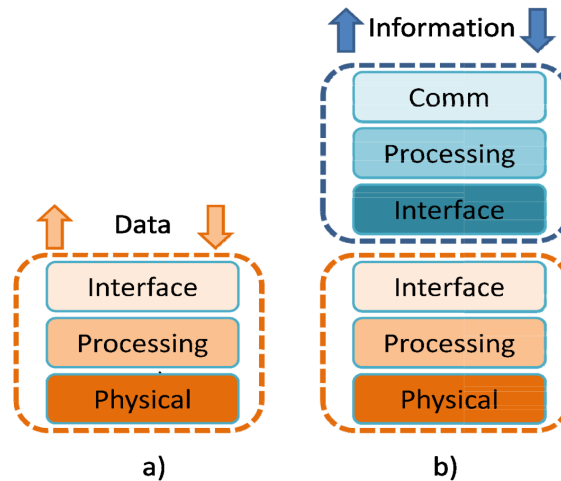 Data
Interface
Processing
Physical
a)
Information
Comm
Processing
Interface
Interface
Processing
Physical
b)